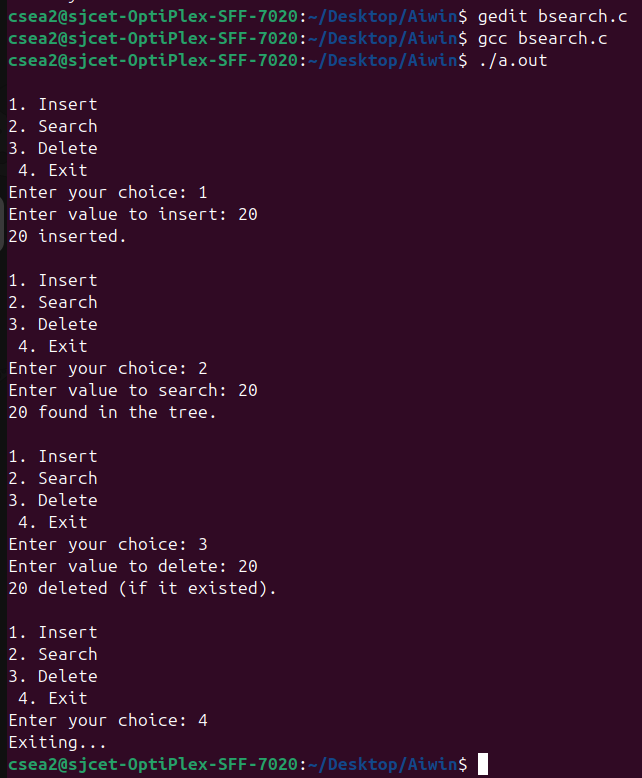 csea2@sjcet-OptiPlex-SFF-7020:~/Desktop/Aiwin$ gedit bsearch.c
csea2@sjcet-OptiPlex-SFF-7020:~/Desktop/Aiwin$ gcc bsearch.c
csea2@sjcet-OptiPlex-SFF-7020:~/Desktop/Aiwin$ ./a.out

1. Insert
2. Search
3. Delete
 4. Exit
Enter your choice: 1
Enter value to insert: 20
20 inserted.

1. Insert
2. Search
3. Delete
 4. Exit
Enter your choice: 2
Enter value to search: 20
20 found in the tree.

1. Insert
2. Search
3. Delete
 4. Exit
Enter your choice: 3
Enter value to delete: 20
20 deleted (if it existed).

1. Insert
2. Search
3. Delete
 4. Exit
Enter your choice: 4
Exiting...
csea2@sjcet-OptiPlex-SFF-7020:~/Desktop/Aiwin$